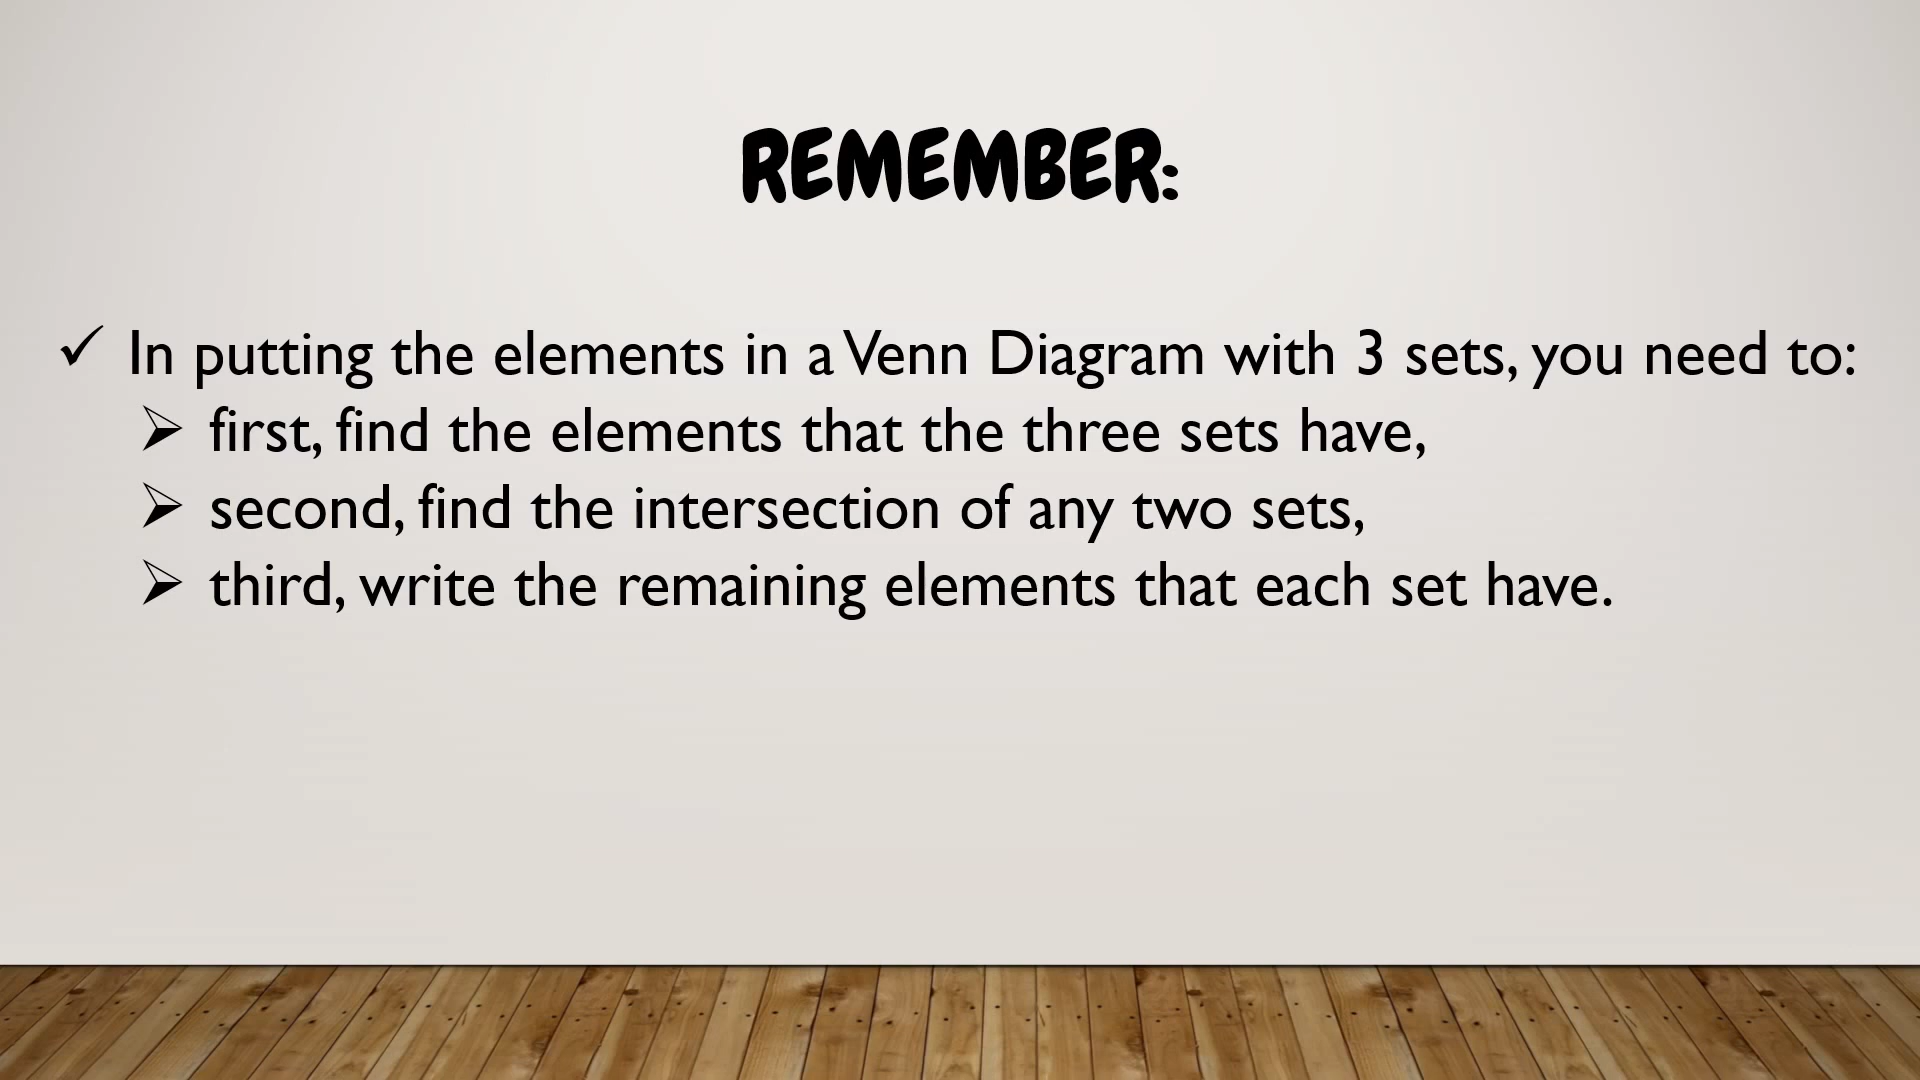 REMEMBER:
✓ In putting the elements in a Venn Diagram with 3 sets, you need to:
➢ first, find the elements that the three sets have,
➢ second, find the intersection of any two sets,
➢ third, write the remaining elements that each set have.